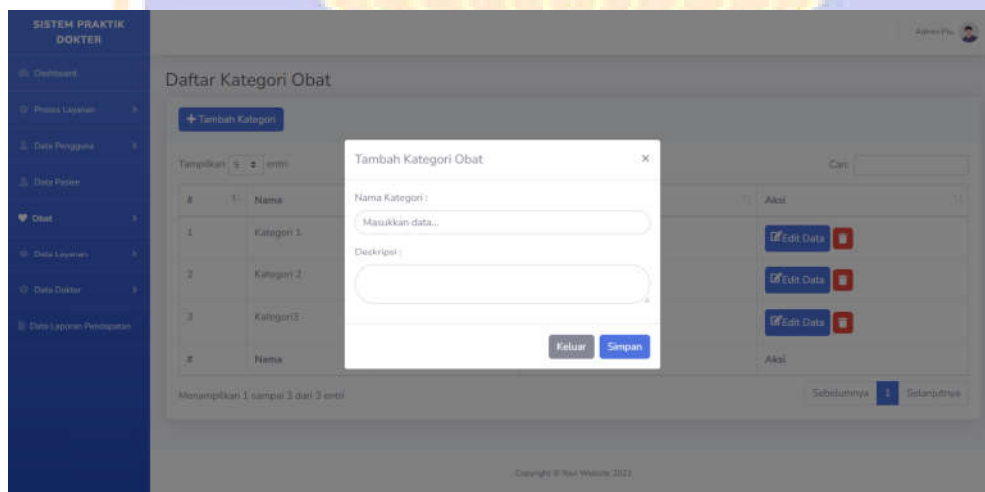 SISTEM PRAKTIK
DOKTER
Dashboard
Proses Layanan
Data Pengguna
Data Pasien
Obat
Data Layanan
Data Dokter
Data Laporan Pendapatan
Daftar Kategori Obat
+ Tambah Kategori
Tampilkan entri
Cari:
# Nama Aksi
1 Kategori 1 Edit Data
2 Kategori 2 Edit Data
3 Kategori3 Edit Data
# Nama Aksi
Menampilkan 1 sampai 3 dari 3 entri
Sebelumnya 1 Selanjutnya
Tambah Kategori Obat ×
Nama Kategori :
Masukkan data...
Deskripsi :
Keluar Simpan
Copyright © Your Website 2023